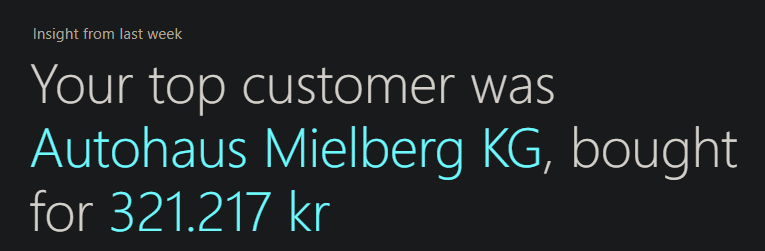 Insight from last week
Your top customer was
Autohaus Mielberg KG, bought
for 321.217 kr